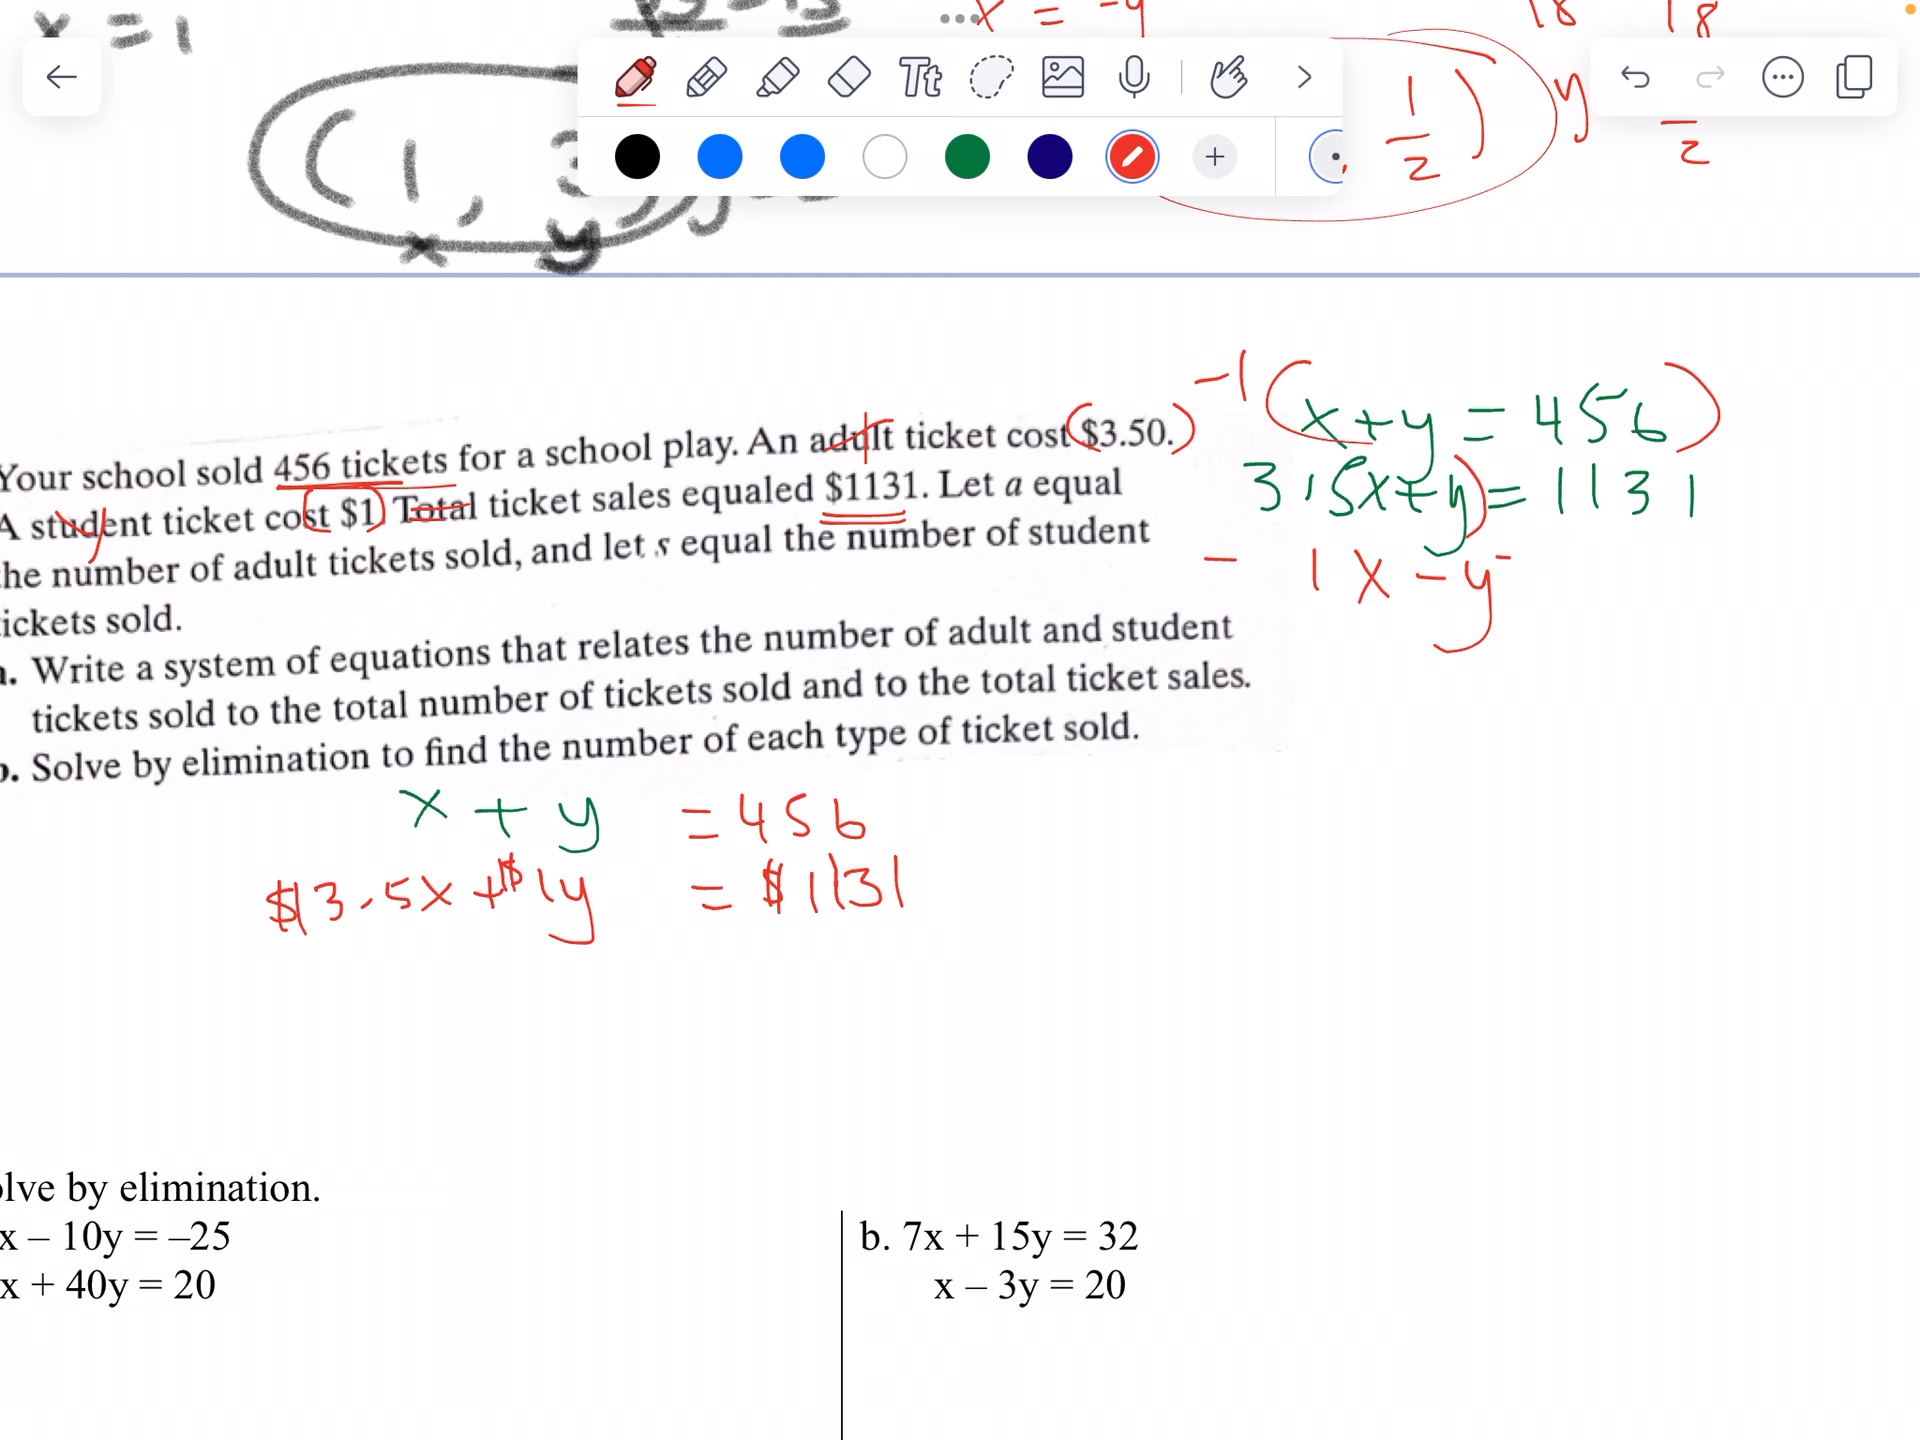 x = 1
x = -y
18 18
(1, 3)
x y
, 1/2) y
2
Tt
-1(x+y = 456)
3.5x+y) = 1131
- 1x - y -
Your school sold 456 tickets for a school play. An adult ticket cost ($3.50.)
A student ticket cost $1) Total ticket sales equaled $1131. Let a equal
he number of adult tickets sold, and let s equal the number of student
ickets sold.
a. Write a system of equations that relates the number of adult and student
tickets sold to the total number of tickets sold and to the total ticket sales.
b. Solve by elimination to find the number of each type of ticket sold.
x + y = 456
$3.5x + $1y = $1131
olve by elimination.
x – 10y = –25
x + 40y = 20
b. 7x + 15y = 32
x – 3y = 20